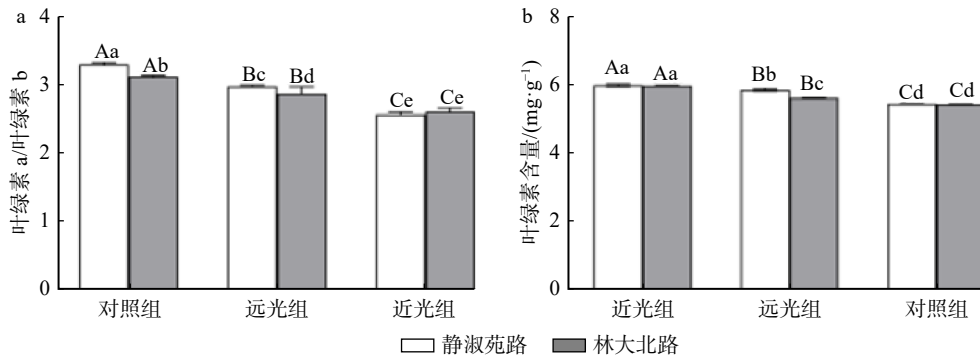 a
叶绿素 a/叶绿素 b
4
3
2
1
0
Aa
Ab
Bc
Bd
Ce
Ce
对照组
远光组
近光组
b
叶绿素含量/(mg·g⁻¹)
8
6
4
2
0
Aa
Aa
Bb
Bc
Cd
Cd
近光组
远光组
对照组
静淑苑路
林大北路